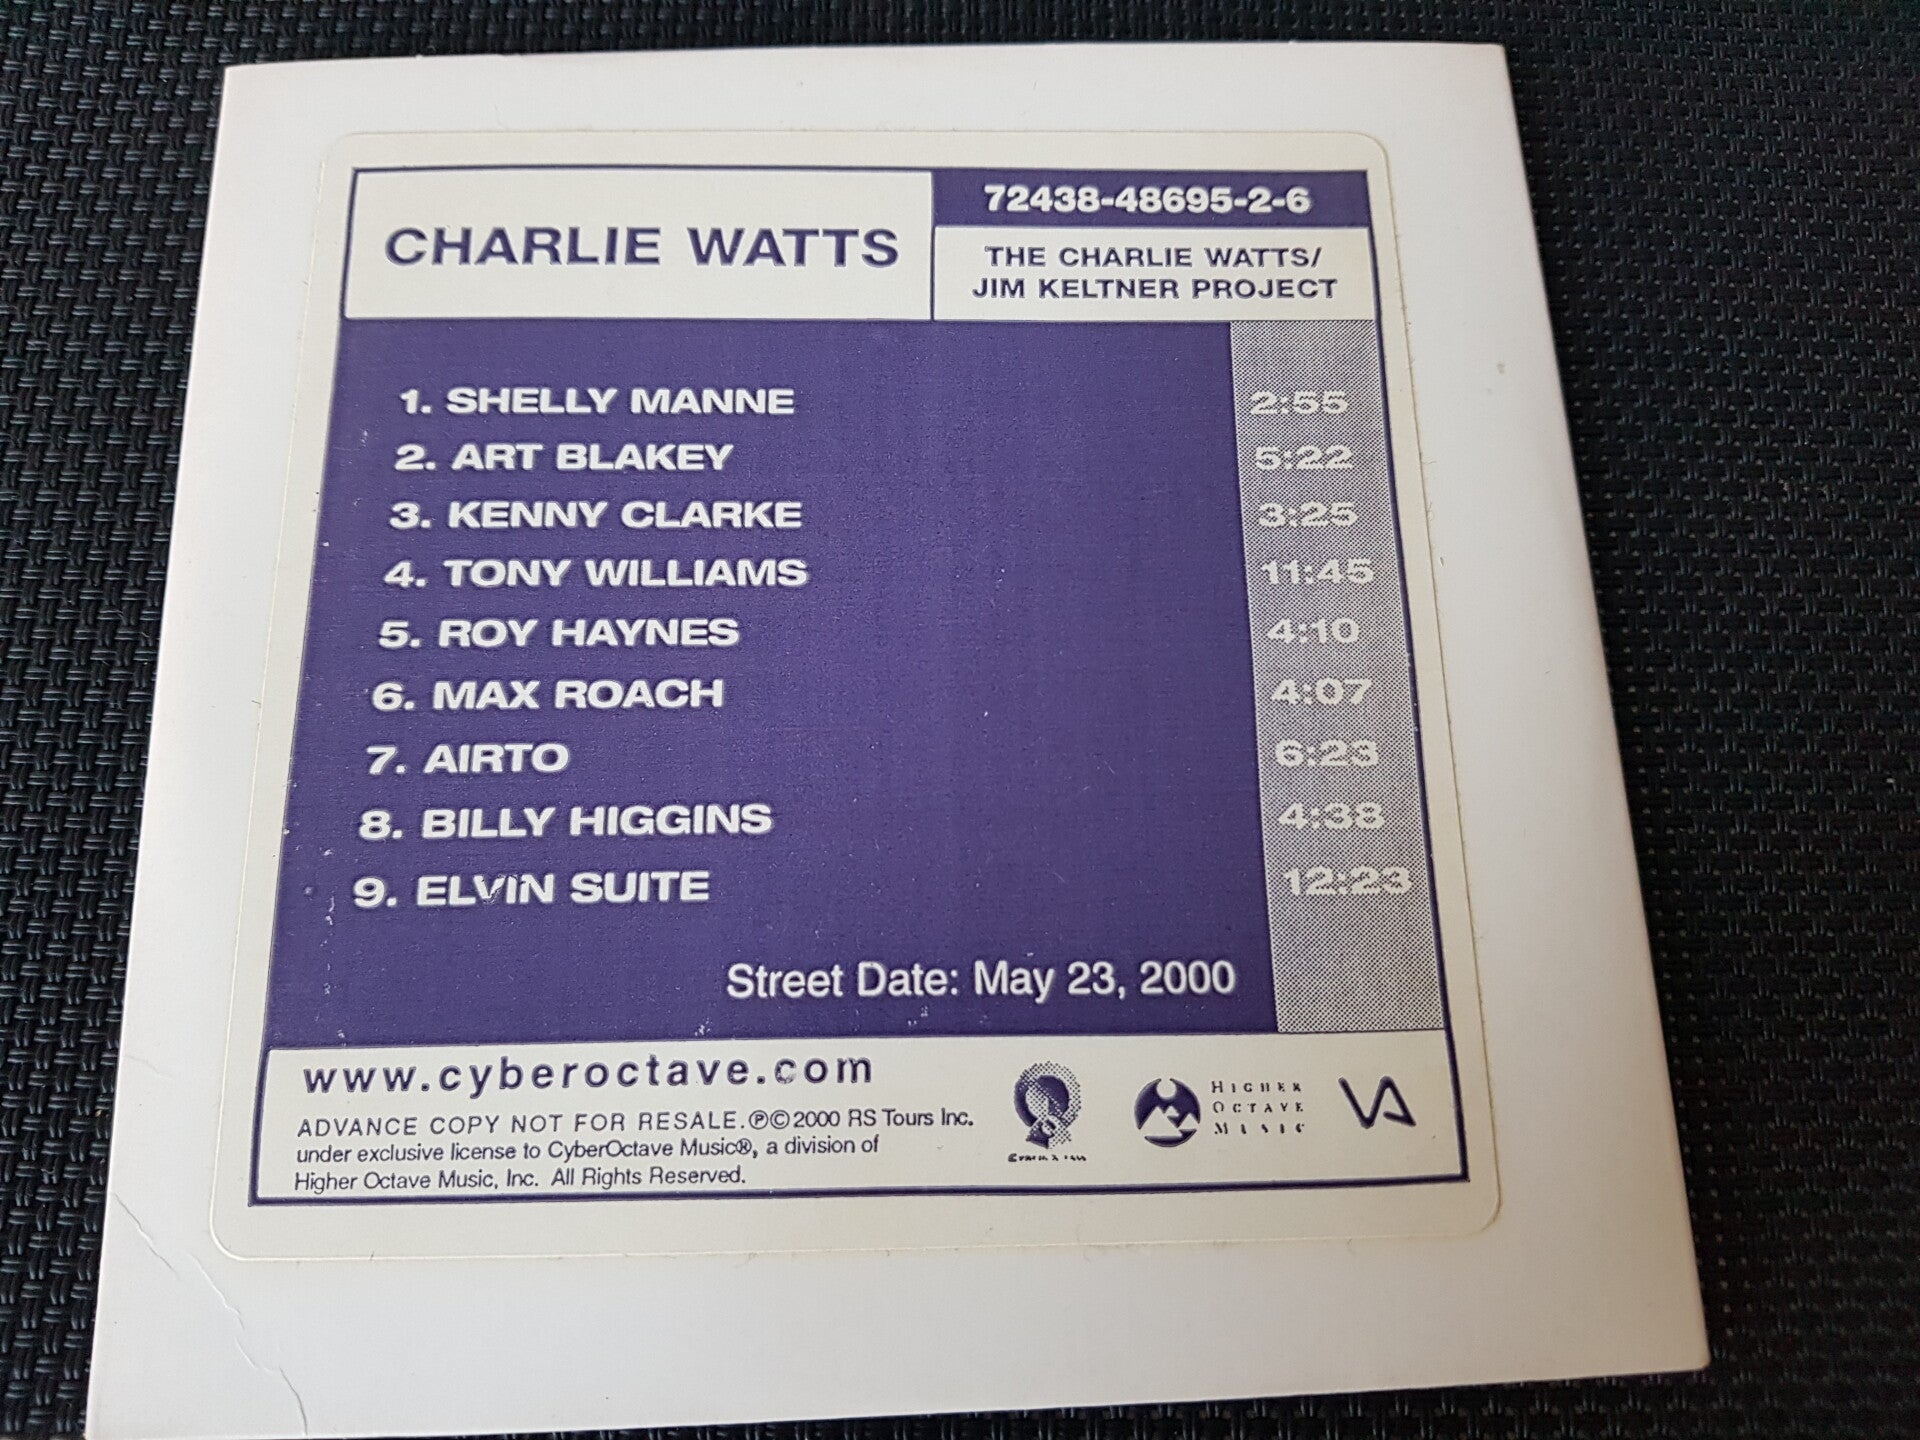 CHARLIE WATTS
72438-48695-2-6
THE CHARLIE WATTS/
JIM KELTNER PROJECT
1. SHELLY MANNE 2:55
2. ART BLAKEY 5:22
3. KENNY CLARKE 3:25
4. TONY WILLIAMS 11:45
5. ROY HAYNES 4:10
6. MAX ROACH 4:07
7. AIRTO 6:23
8. BILLY HIGGINS 4:38
9. ELVIN SUITE 12:23
Street Date: May 23, 2000
www.cyberoctave.com
ADVANCE COPY NOT FOR RESALE.℗©2000 RS Tours Inc.
under exclusive license to CyberOctave Music®, a division of
Higher Octave Music, Inc. All Rights Reserved.
HIGHER
OCTAVE
MUSIC